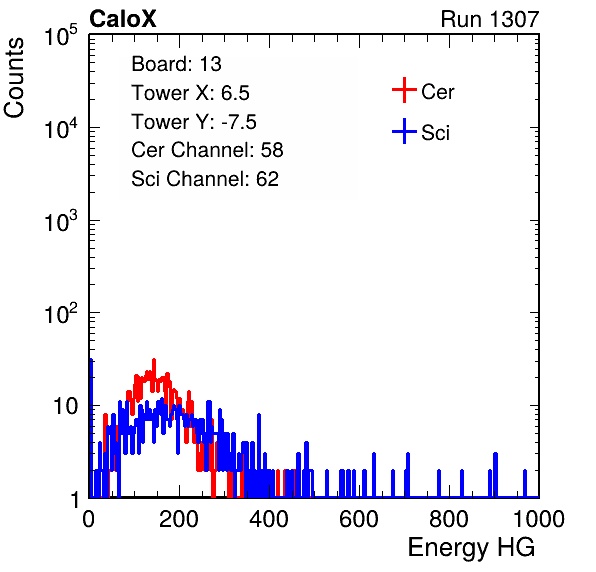 CaloX Run 1307
Counts
Board: 13
Tower X: 6.5
Tower Y: -7.5
Cer Channel: 58
Sci Channel: 62
Cer
Sci
10^5
10^4
10^3
10^2
10
1
0 200 400 600 800 1000
Energy HG